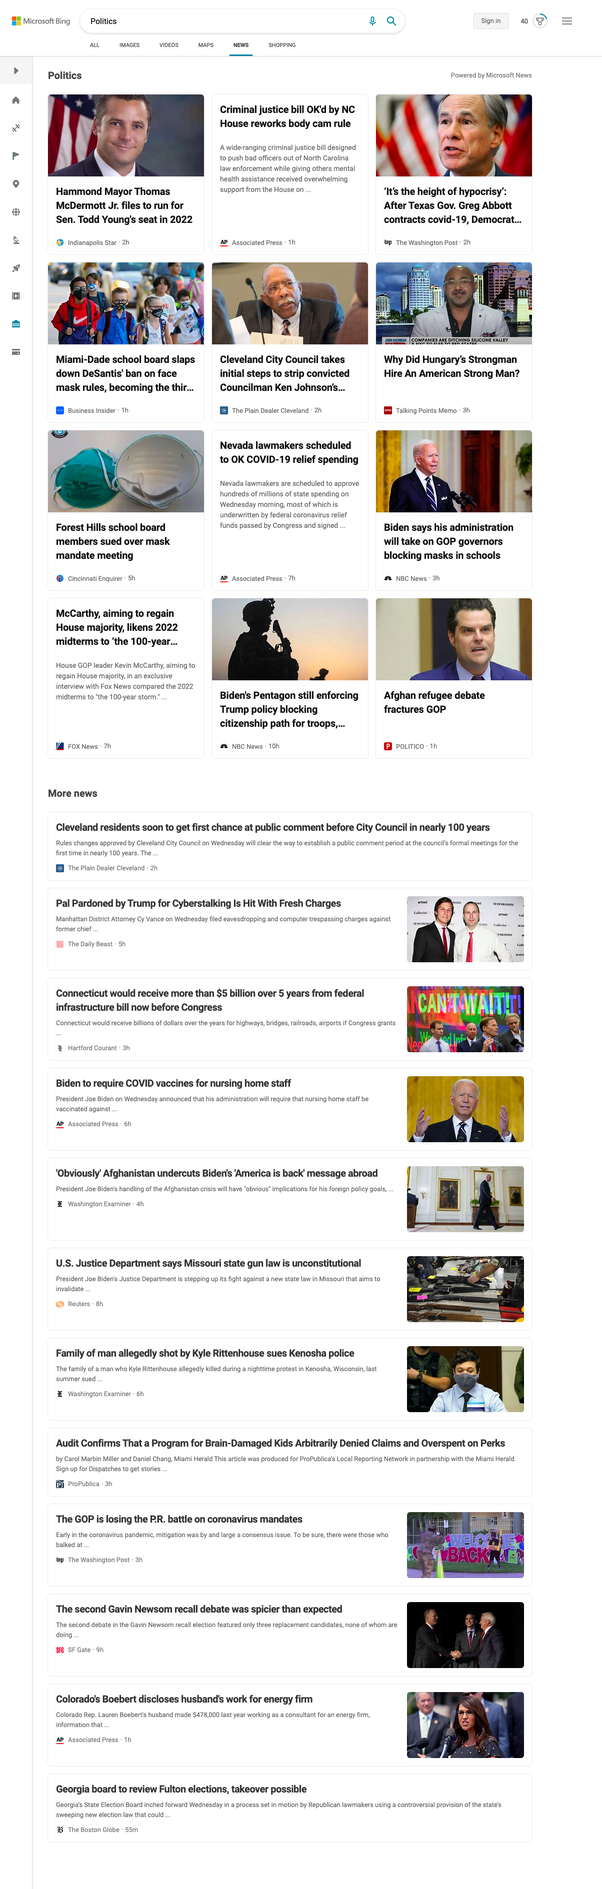 Microsoft Bing
Politics
Sign in
40
ALL
IMAGES
VIDEOS
MAPS
NEWS
SHOPPING
Politics
Powered by Microsoft News
Hammond Mayor Thomas
McDermott Jr. files to run for
Sen. Todd Young's seat in 2022
Indianapolis Star · 2h
Criminal justice bill OK'd by NC
House reworks body cam rule
A wide-ranging criminal justice bill designed
to push bad officers out of North Carolina
law enforcement while giving others mental
health assistance received overwhelming
support from the House on ...
AP Associated Press · 1h
'It's the height of hypocrisy':
After Texas Gov. Greg Abbott
contracts covid-19, Democrat...
wp The Washington Post · 2h
Miami-Dade school board slaps
down DeSantis' ban on face
mask rules, becoming the thir...
Business Insider · 1h
Cleveland City Council takes
initial steps to strip convicted
Councilman Ken Johnson's...
The Plain Dealer Cleveland · 2h
COMPANIES ARE DITCHING SILICONE VALLEY
Why Did Hungary's Strongman
Hire An American Strong Man?
Talking Points Memo · 3h
Forest Hills school board
members sued over mask
mandate meeting
Cincinnati Enquirer · 5h
Nevada lawmakers scheduled
to OK COVID-19 relief spending
Nevada lawmakers are scheduled to approve
hundreds of millions of state spending on
Wednesday morning, most of which is
underwritten by federal coronavirus relief
funds passed by Congress and signed ...
AP Associated Press · 7h
Biden says his administration
will take on GOP governors
blocking masks in schools
NBC News · 3h
McCarthy, aiming to regain
House majority, likens 2022
midterms to 'the 100-year...
House GOP leader Kevin McCarthy, aiming to
regain House majority, in an exclusive
interview with Fox News compared the 2022
midterms to "the 100-year storm." ...
FOX News · 7h
Biden's Pentagon still enforcing
Trump policy blocking
citizenship path for troops,...
NBC News · 10h
Afghan refugee debate
fractures GOP
P POLITICO · 1h
More news
Cleveland residents soon to get first chance at public comment before City Council in nearly 100 years
Rules changes approved by Cleveland City Council on Wednesday will clear the way to establish a public comment period at the council's formal meetings for the
first time in nearly 100 years. The ...
The Plain Dealer Cleveland · 2h
Pal Pardoned by Trump for Cyberstalking Is Hit With Fresh Charges
Manhattan District Attorney Cy Vance on Wednesday filed eavesdropping and computer trespassing charges against
former chief ...
The Daily Beast · 5h
Connecticut would receive more than $5 billion over 5 years from federal
infrastructure bill now before Congress
Connecticut would receive billions of dollars over the years for highways, bridges, railroads, airports if Congress grants
...
Hartford Courant · 3h
CAN'T WAIT!
Biden to require COVID vaccines for nursing home staff
President Joe Biden on Wednesday announced that his administration will require that nursing home staff be
vaccinated against ...
AP Associated Press · 6h
'Obviously' Afghanistan undercuts Biden's 'America is back' message abroad
President Joe Biden's handling of the Afghanistan crisis will have "obvious" implications for his foreign policy goals, ...
Washington Examiner · 4h
U.S. Justice Department says Missouri state gun law is unconstitutional
President Joe Biden's Justice Department is stepping up its fight against a new state law in Missouri that aims to
invalidate ...
Reuters · 8h
Family of man allegedly shot by Kyle Rittenhouse sues Kenosha police
The family of a man who Kyle Rittenhouse allegedly killed during a nighttime protest in Kenosha, Wisconsin, last
summer sued ...
Washington Examiner · 6h
Audit Confirms That a Program for Brain-Damaged Kids Arbitrarily Denied Claims and Overspent on Perks
by Carol Marbin Miller and Daniel Chang, Miami Herald This article was produced for ProPublica's Local Reporting Network in partnership with the Miami Herald.
Sign up for Dispatches to get stories ...
ProPublica · 3h
The GOP is losing the P.R. battle on coronavirus mandates
Early in the coronavirus pandemic, mitigation was by and large a consensus issue. To be sure, there were those who
balked at ...
wp The Washington Post · 3h
BACK
The second Gavin Newsom recall debate was spicier than expected
The second debate in the Gavin Newsom recall election featured only three replacement candidates, none of whom are
doing ...
SF Gate · 9h
Colorado's Boebert discloses husband's work for energy firm
Colorado Rep. Lauren Boebert's husband made $478,000 last year working as a consultant for an energy firm,
information that ...
AP Associated Press · 1h
Georgia board to review Fulton elections, takeover possible
Georgia's State Election Board inched forward Wednesday in a process set in motion by Republican lawmakers using a controversial provision of the state's
sweeping new election law that could ...
B The Boston Globe · 55m